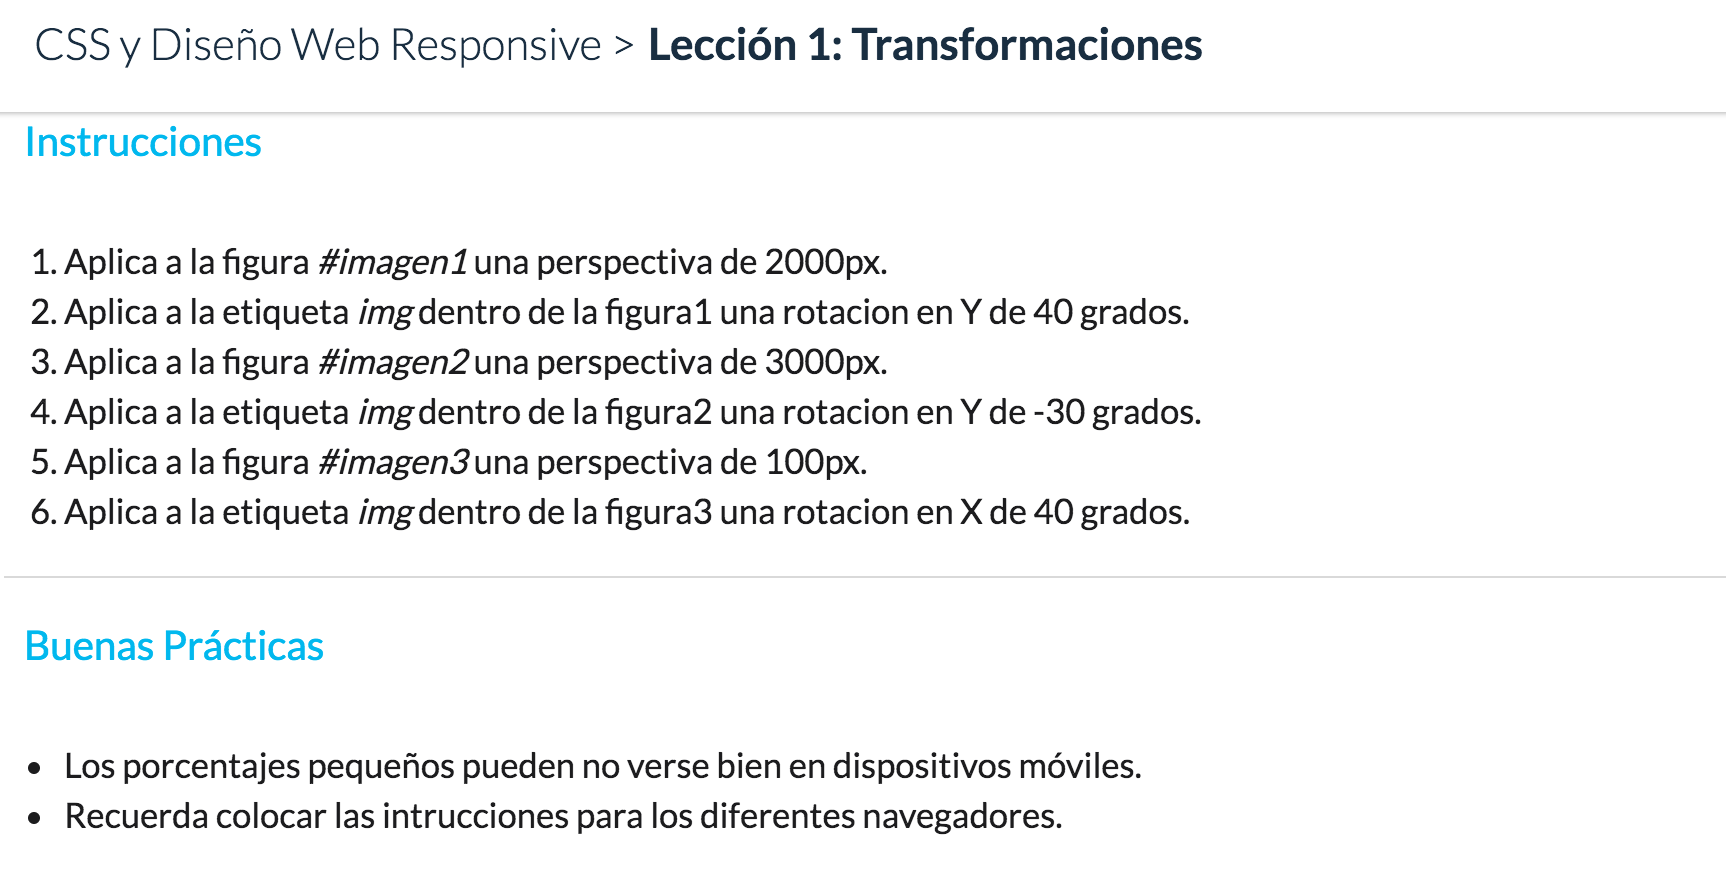 CSS y Diseño Web Responsive > Lección 1: Transformaciones
Instrucciones
1. Aplica a la figura #imagen1 una perspectiva de 2000px.
2. Aplica a la etiqueta img dentro de la figura1 una rotacion en Y de 40 grados.
3. Aplica a la figura #imagen2 una perspectiva de 3000px.
4. Aplica a la etiqueta img dentro de la figura2 una rotacion en Y de -30 grados.
5. Aplica a la figura #imagen3 una perspectiva de 100px.
6. Aplica a la etiqueta img dentro de la figura3 una rotacion en X de 40 grados.
Buenas Prácticas
• Los porcentajes pequeños pueden no verse bien en dispositivos móviles.
• Recuerda colocar las intrucciones para los diferentes navegadores.